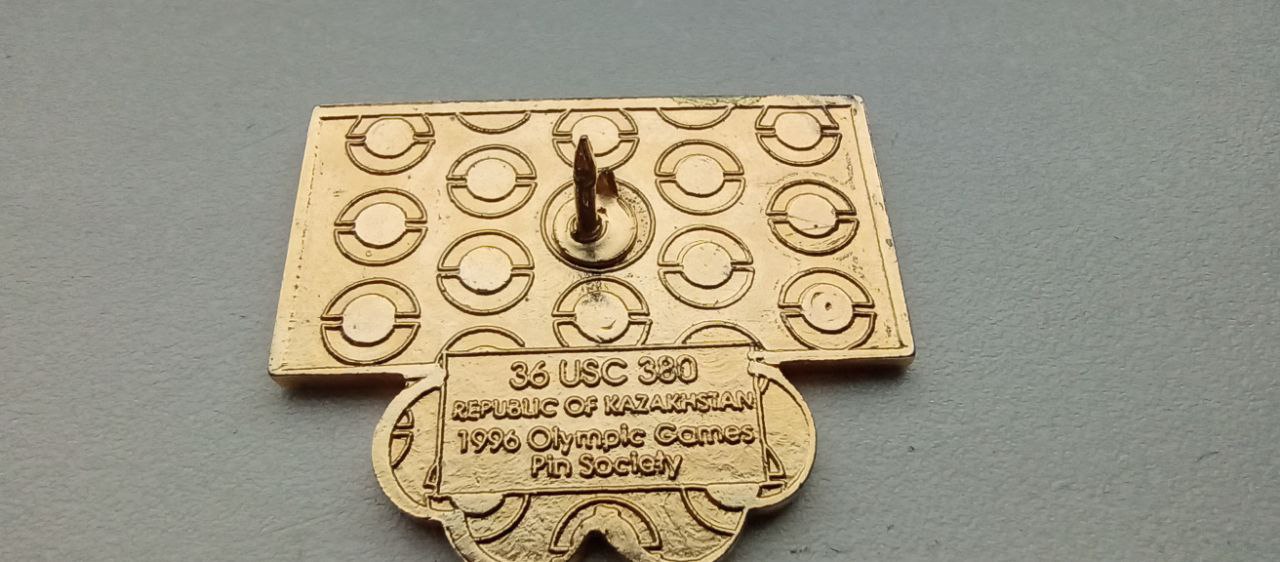 36 USC 380
REPUBLIC OF KAZAKHSTAN
1996 Olympic Games
Pin Society